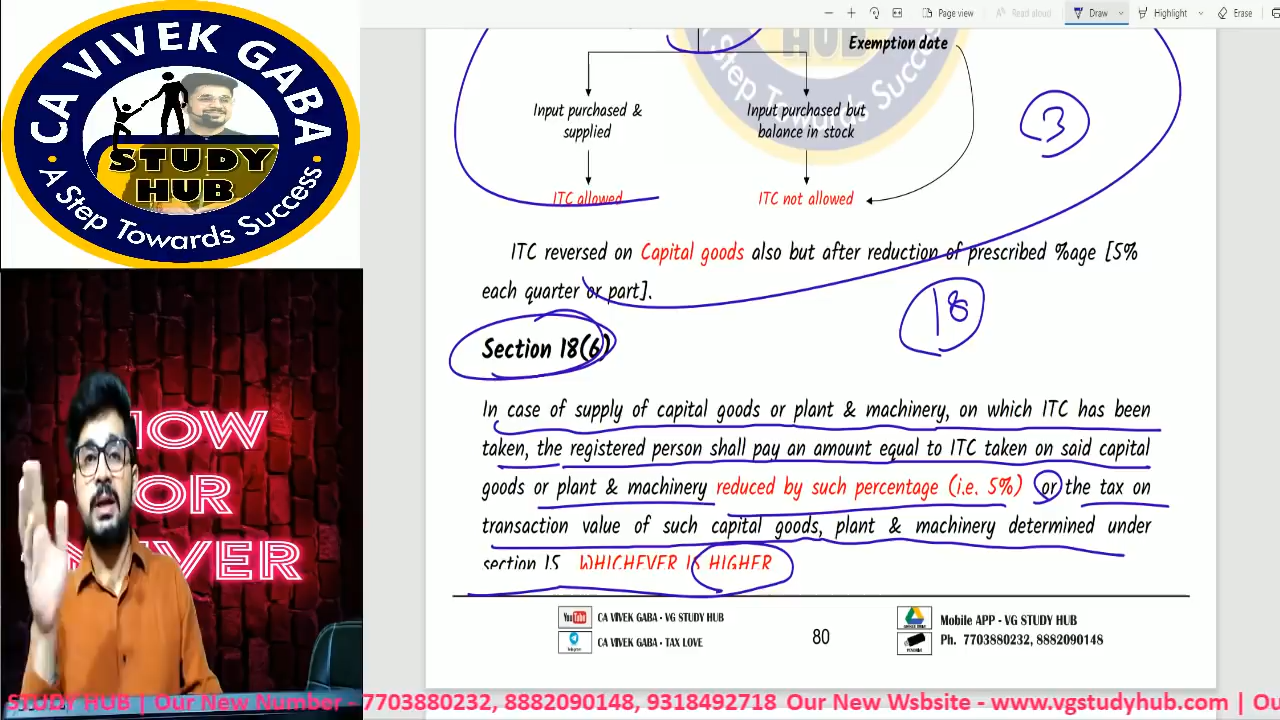 CA VIVEK GABA
STUDY
HUB
· A Step Towards Success ·
NOW
OR
Page view
Read aloud
Draw
Highlight
Erase
HUB
A Step Towards Success
Exemption date
Input purchased &
supplied
Input purchased but
balance in stock
3
ITC allowed
ITC not allowed
ITC reversed on Capital goods also but after reduction of prescribed %age [5%
each quarter or part].
18
Section 18(6)
In case of supply of capital goods or plant & machinery, on which ITC has been
taken, the registered person shall pay an amount equal to ITC taken on said capital
goods or plant & machinery reduced by such percentage (i.e. 5%) or the tax on
transaction value of such capital goods, plant & machinery determined under
section 15 WHICHEVER IS HIGHER
YouTube
CA VIVEK GABA - VG STUDY HUB
CA VIVEK GABA - TAX LOVE
80
Mobile APP - VG STUDY HUB
Ph. 7703880232, 8882090148
STUDY HUB | Our New Number - 7703880232, 8882090148, 9318492718 Our New Wsbsite - www.vgstudyhub.com | Ou